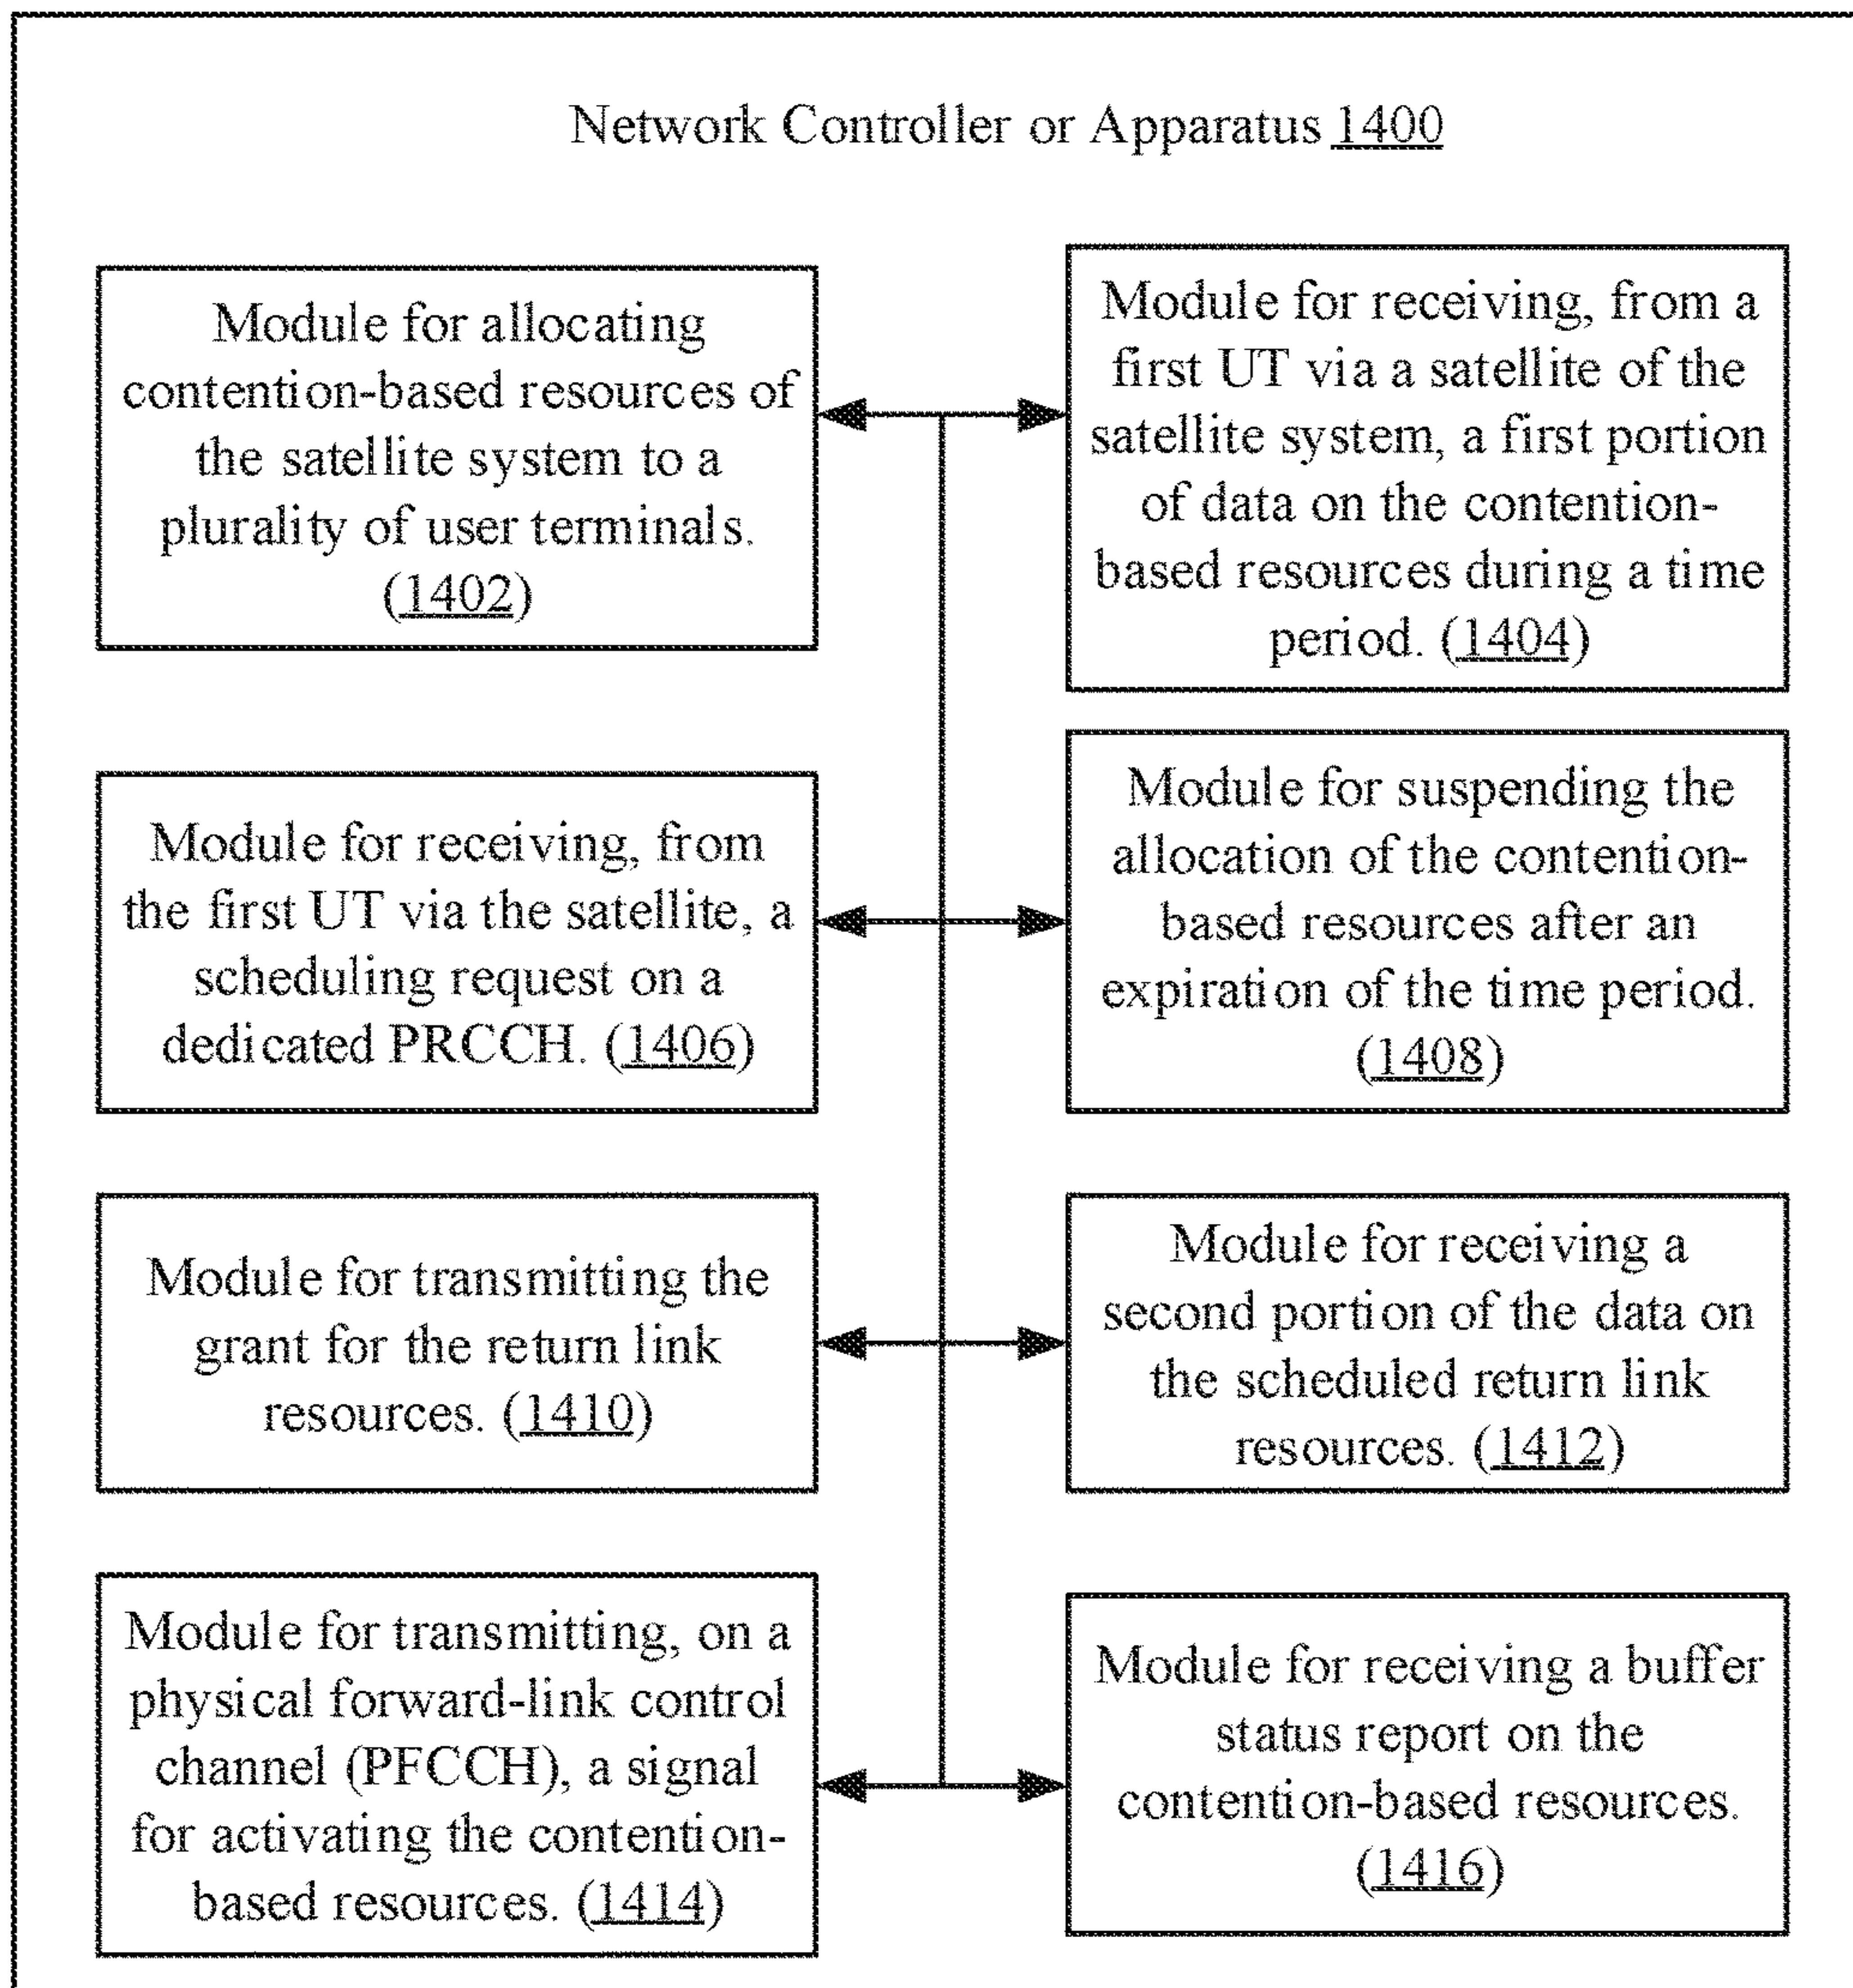 Network Controller or Apparatus 1400
Module for allocating
contention-based resources of
the satellite system to a
plurality of user terminals.
(1402)
Module for receiving, from a
first UT via a satellite of the
satellite system, a first portion
of data on the contention-
based resources during a time
period. (1404)
Module for receiving, from
the first UT via the satellite, a
scheduling request on a
dedicated PRCCH. (1406)
Module for suspending the
allocation of the contention-
based resources after an
expiration of the time period.
(1408)
Module for transmitting the
grant for the return link
resources. (1410)
Module for receiving a
second portion of the data on
the scheduled return link
resources. (1412)
Module for transmitting, on a
physical forward-link control
channel (PFCCH), a signal
for activating the contention-
based resources. (1414)
Module for receiving a buffer
status report on the
contention-based resources.
(1416)